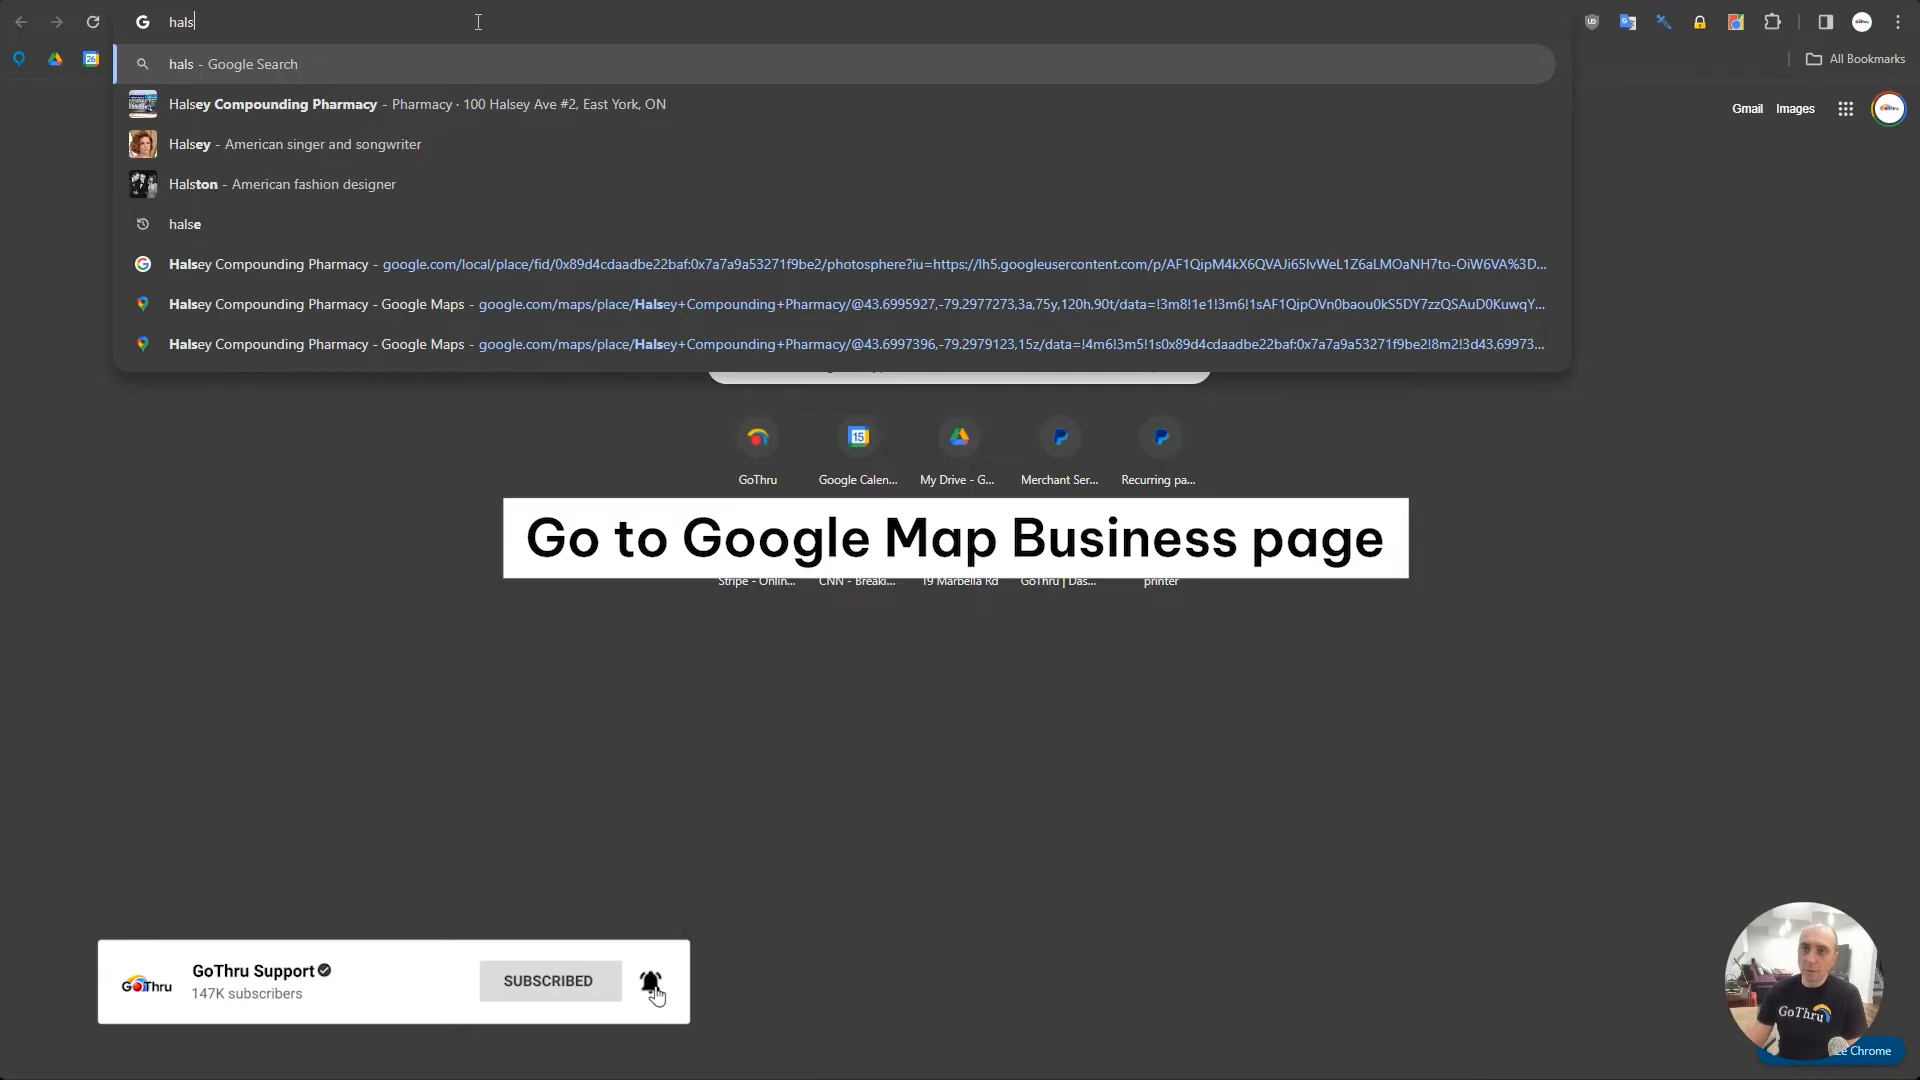 hals
hals - Google Search
Halsey Compounding Pharmacy - Pharmacy · 100 Halsey Ave #2, East York, ON
Halsey - American singer and songwriter
Halston - American fashion designer
halse
Halsey Compounding Pharmacy - google.com/local/place/fid/0x89d4cdaadbe22baf:0x7a7a9a53271f9be2/photosphere?iu=https://lh5.googleusercontent.com/p/AF1QipM4kX6QVAJi65lvWeL1Z6aLMOaNH7to-OiW6VA%3D...
Halsey Compounding Pharmacy - Google Maps - google.com/maps/place/Halsey+Compounding+Pharmacy/@43.6995927,-79.2977273,3a,75y,120h,90t/data=!3m8!1e1!3m6!1sAF1QipOVn0baou0kS5DY7zzQSAuD0KuwqY...
Halsey Compounding Pharmacy - Google Maps - google.com/maps/place/Halsey+Compounding+Pharmacy/@43.6997396,-79.2979123,15z/data=!4m6!3m5!1s0x89d4cdaadbe22baf:0x7a7a9a53271f9be2!8m2!3d43.69973...
26
All Bookmarks
Gmail Images
15
GoThru Google Calen... My Drive - G... Merchant Ser... Recurring pa...
Go to Google Map Business page
Stripe - Onlin... CNN - Breaki... 19 Marbella Rd GoThru | Das... printer
GoThru
GoThru Support
147K subscribers
SUBSCRIBED
GoThru
Chrome